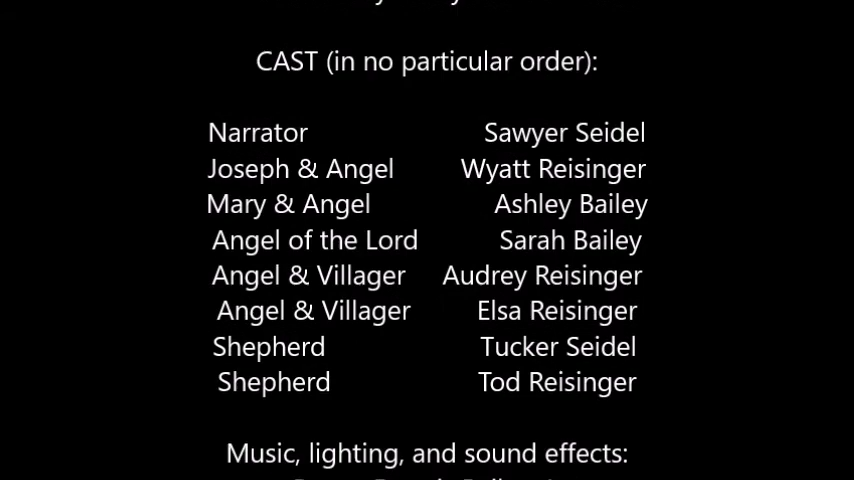 CAST (in no particular order):
Narrator Sawyer Seidel
Joseph & Angel Wyatt Reisinger
Mary & Angel Ashley Bailey
Angel of the Lord Sarah Bailey
Angel & Villager Audrey Reisinger
Angel & Villager Elsa Reisinger
Shepherd Tucker Seidel
Shepherd Tod Reisinger
Music, lighting, and sound effects: